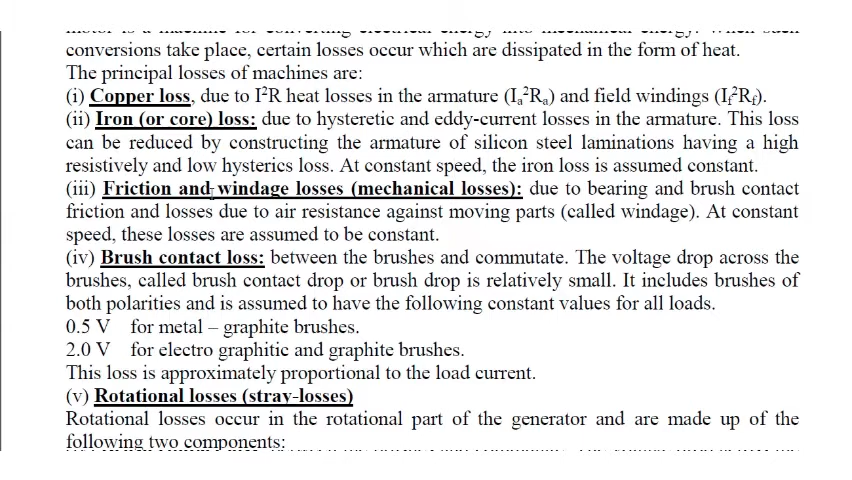 conversions take place, certain losses occur which are dissipated in the form of heat.
The principal losses of machines are:
(i) Copper loss, due to I²R heat losses in the armature (Iₐ²Rₐ) and field windings (I_f²R_f).
(ii) Iron (or core) loss: due to hysteretic and eddy-current losses in the armature. This loss
can be reduced by constructing the armature of silicon steel laminations having a high
resistively and low hysterics loss. At constant speed, the iron loss is assumed constant.
(iii) Friction and windage losses (mechanical losses): due to bearing and brush contact
friction and losses due to air resistance against moving parts (called windage). At constant
speed, these losses are assumed to be constant.
(iv) Brush contact loss: between the brushes and commutate. The voltage drop across the
brushes, called brush contact drop or brush drop is relatively small. It includes brushes of
both polarities and is assumed to have the following constant values for all loads.
0.5 V for metal – graphite brushes.
2.0 V for electro graphitic and graphite brushes.
This loss is approximately proportional to the load current.
(v) Rotational losses (stray-losses)
Rotational losses occur in the rotational part of the generator and are made up of the
following two components: